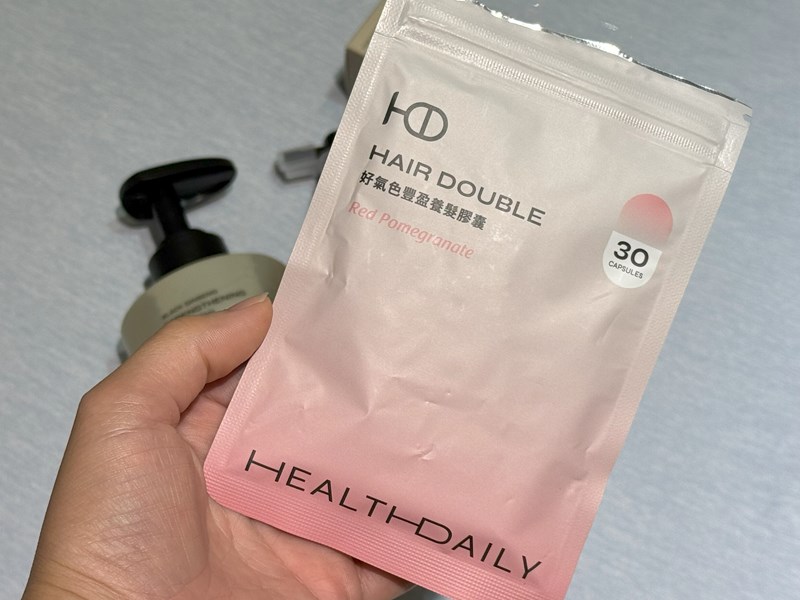 HD
HAIR DOUBLE
好氣色豐盈養髮膠囊
Red Pomegranate
30
CAPSULES
HEALTHDAILY